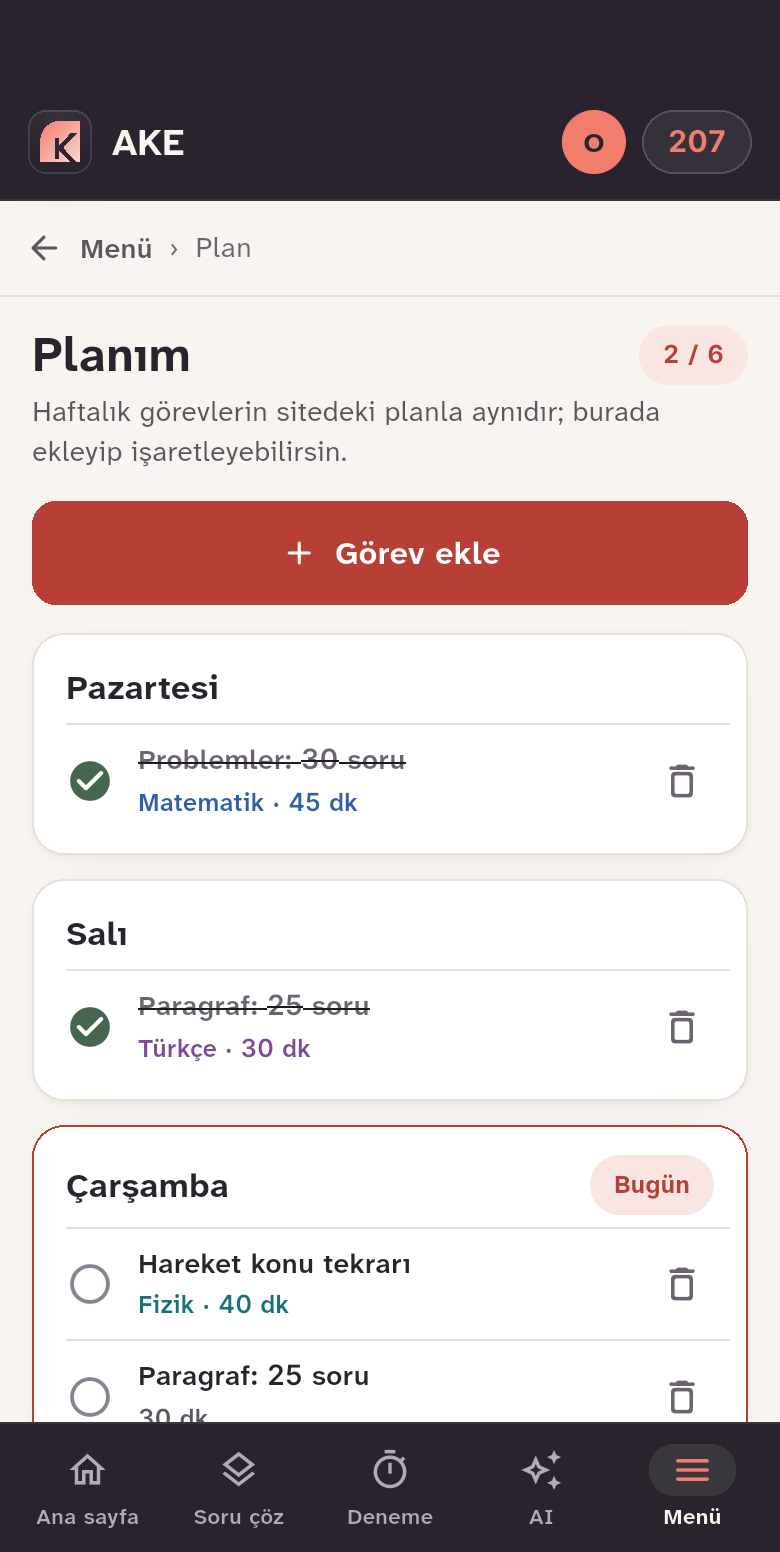 K
AKE
O
207
Menü › Plan
Planım
2 / 6
Haftalık görevlerin sitedeki planla aynıdır; burada
ekleyip işaretleyebilirsin.
+ Görev ekle
Pazartesi
Problemler: 30 soru
Matematik · 45 dk
Salı
Paragraf: 25 soru
Türkçe · 30 dk
Çarşamba
Bugün
Hareket konu tekrarı
Fizik · 40 dk
Paragraf: 25 soru
30 dk
Ana sayfa
Soru çöz
Deneme
AI
Menü